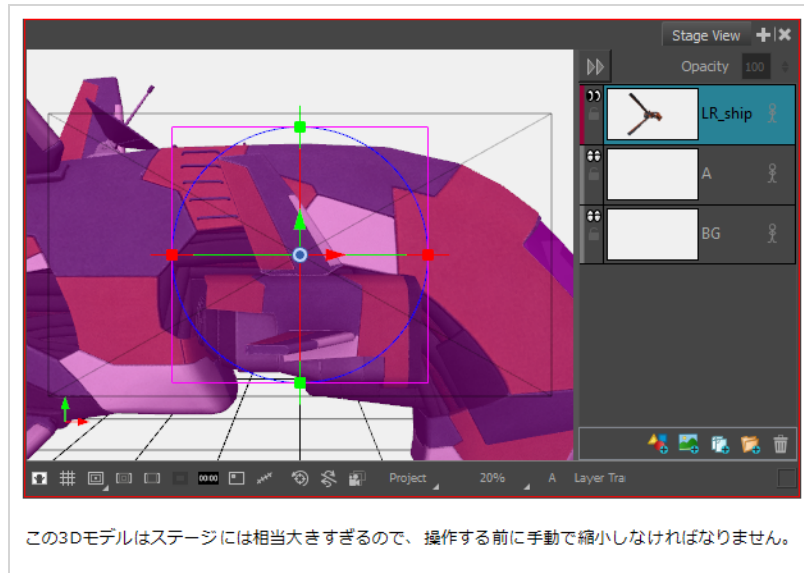 Stage View
Opacity 100
LR_ship
A
BG
00:00 Project 20% A Layer Tra
この3Dモデルはステージには相当大きすぎるので、操作する前に手動で縮小しなければなりません。